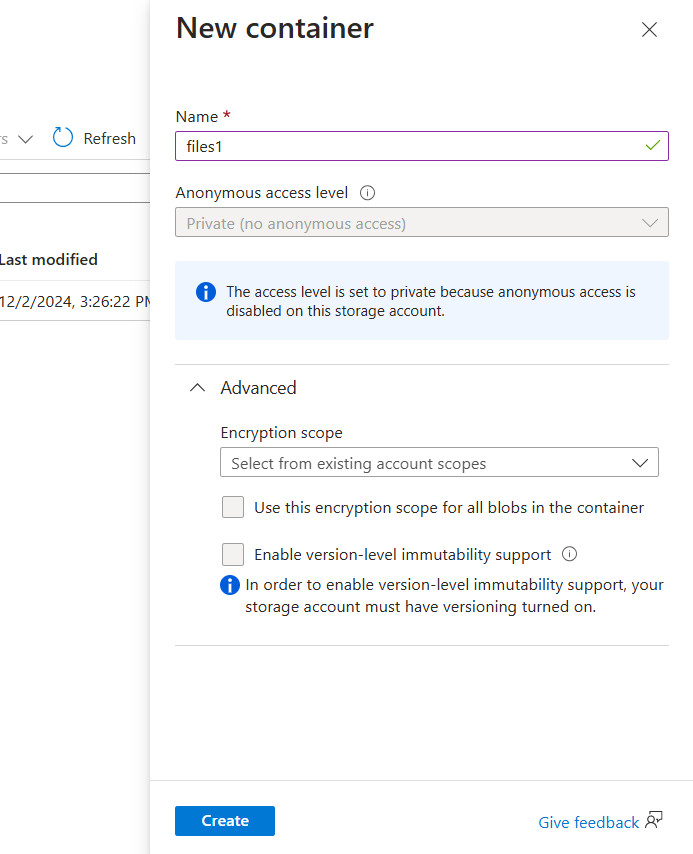 New container
Name *
files1
Refresh
Anonymous access level
Private (no anonymous access)
Last modified
The access level is set to private because anonymous access is
disabled on this storage account.
12/2/2024, 3:26:22
Advanced
Encryption scope
Select from existing account scopes
Use this encryption scope for all blobs in the container
Enable version-level immutability support
In order to enable version-level immutability support, your
storage account must have versioning turned on.
Create
Give feedback